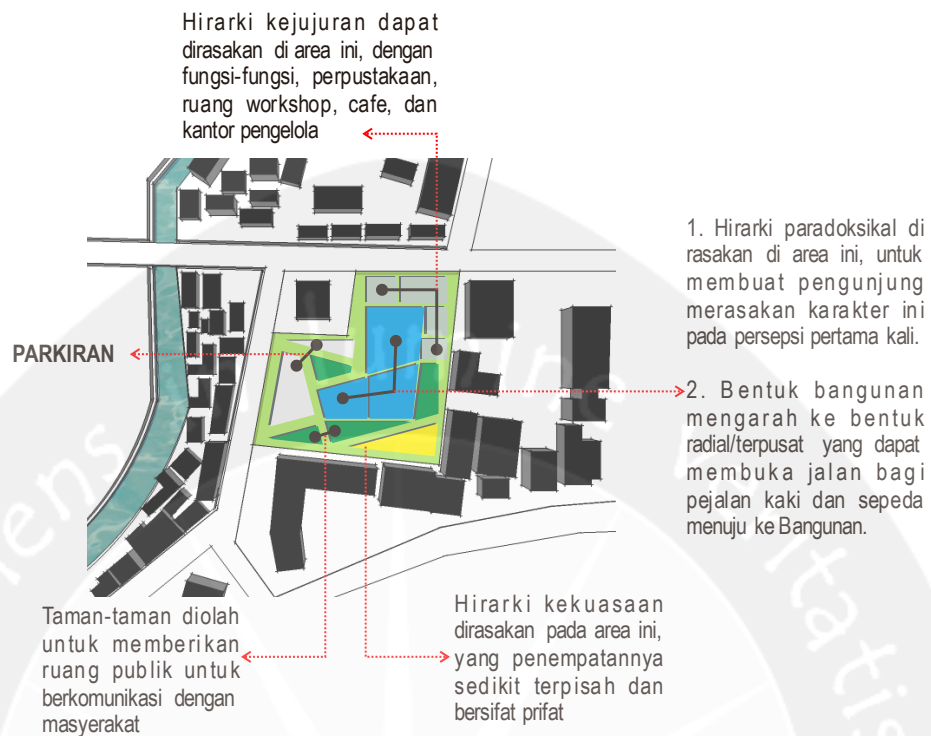 Hirarki kejujuran dapat
dirasakan di area ini, dengan
fungsi-fungsi, perpustakaan,
ruang workshop, cafe, dan
kantor pengelola
1. Hirarki paradoksikal di
rasakan di area ini, untuk
membuat pengunjung
merasakan karakter ini
pada persepsi pertama kali.
PARKIRAN
2. Bentuk bangunan
mengarah ke bentuk
radial/terpusat yang dapat
membuka jalan bagi
pejalan kaki dan sepeda
menuju ke Bangunan.
Taman-taman diolah
untuk memberikan
ruang publik untuk
berkomunikasi dengan
masyerakat
Hirarki kekuasaan
dirasakan pada area ini,
yang penempatannya
sedikit terpisah dan
bersifat prifat